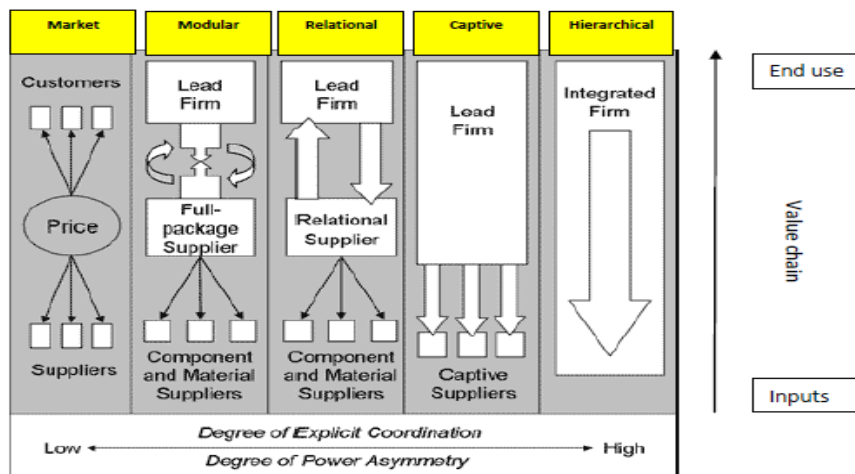 Market
Modular
Relational
Captive
Hierarchical
Customers
Price
Suppliers
Lead
Firm
Full-
package
Supplier
Component
and Material
Suppliers
Lead
Firm
Relational
Supplier
Component
and Material
Suppliers
Lead
Firm
Captive
Suppliers
Integrated
Firm
End use
Value chain
Inputs
Degree of Explicit Coordination
Low
High
Degree of Power Asymmetry